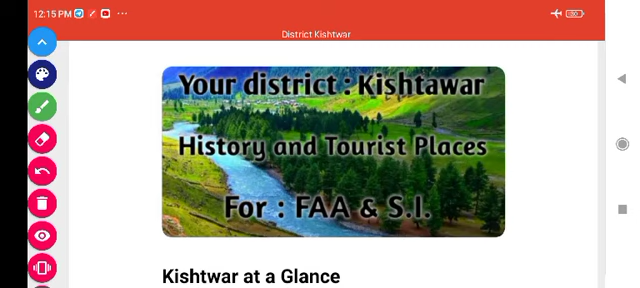 12:15 PM
District Kishtwar
Your district : Kishtawar
History and Tourist Places
For : FAA & S.I.
Kishtwar at a Glance